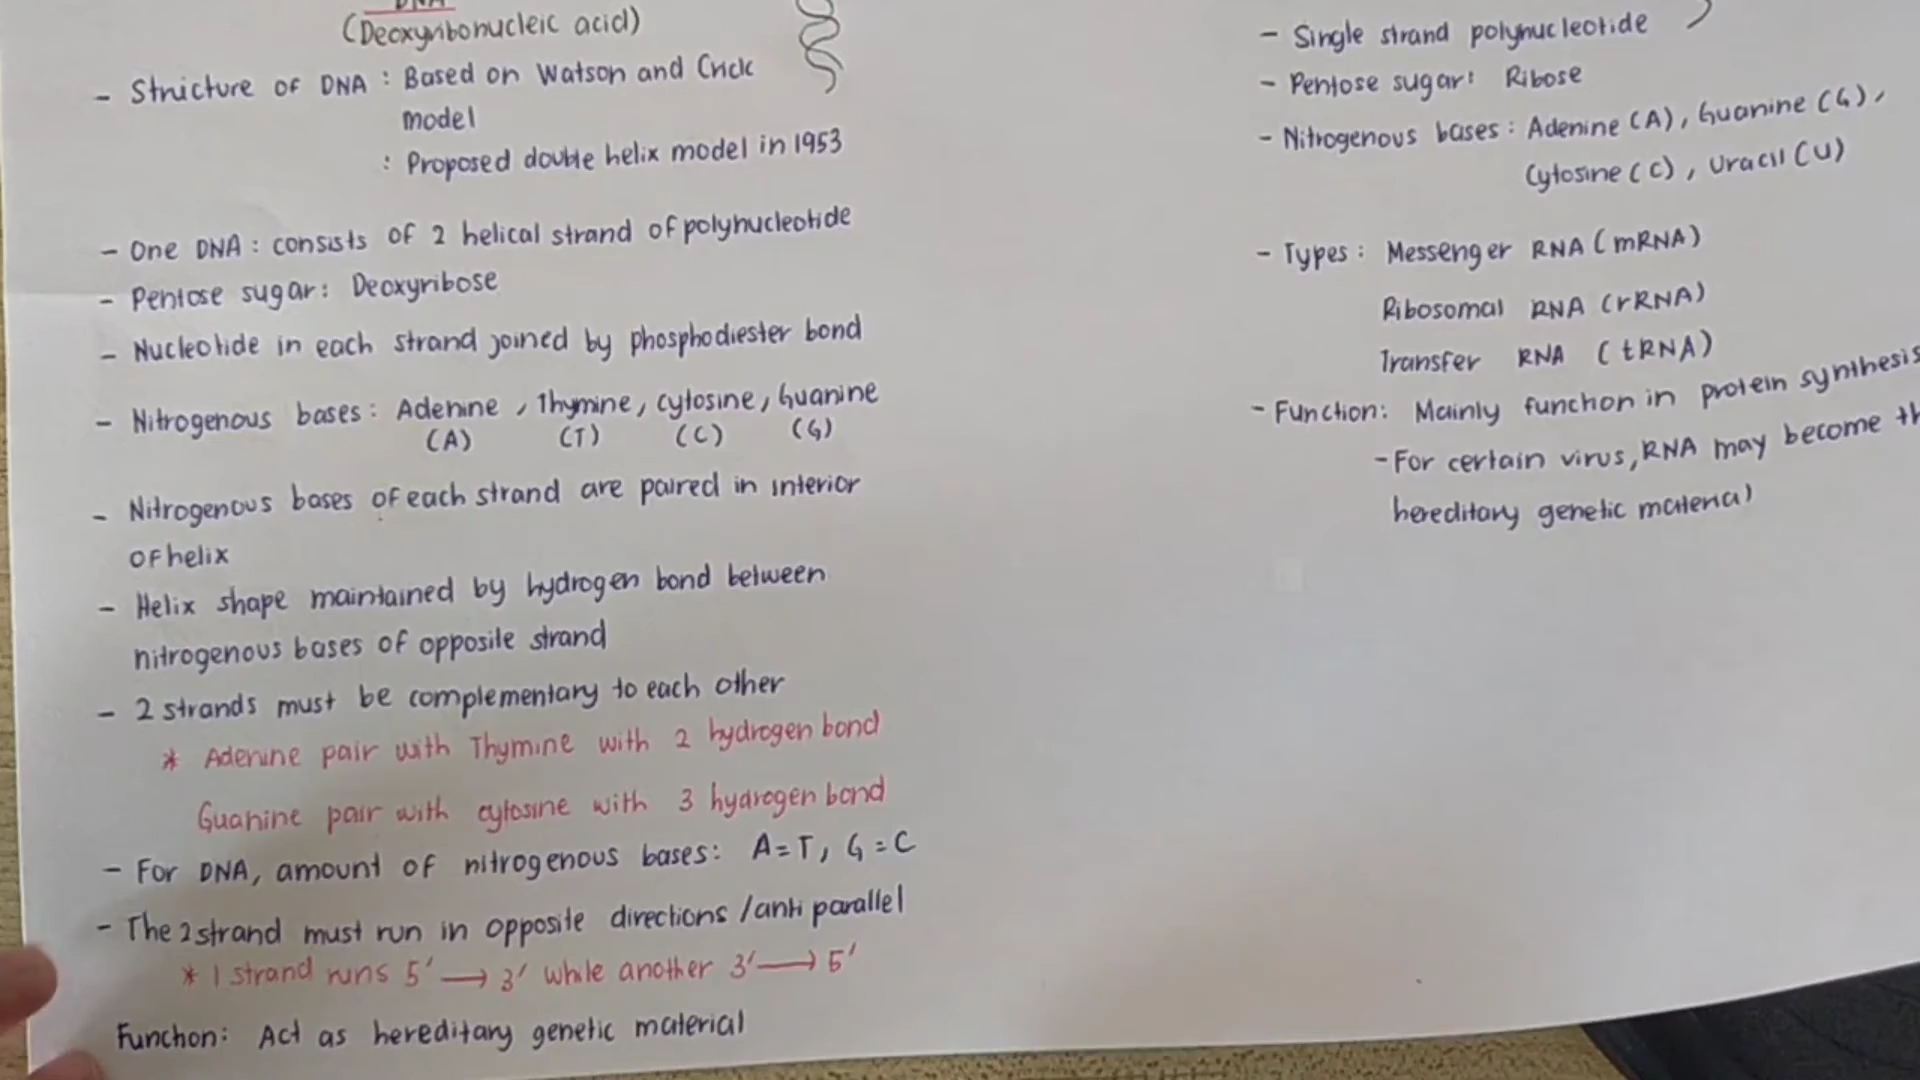 DNA
(Deoxyribonucleic acid)
- Stricture of DNA : Based on Watson and Crick
model
: Proposed double helix model in 1953
- One DNA : consists of 2 helical strand of polynucleotide
- Pentose sugar : Deoxyribose
- Nucleotide in each strand joined by phosphodiester bond
- Nitrogenous bases : Adenine , Thymine , cytosine , Guanine
(A) (T) (C) (G)
- Nitrogenous bases of each strand are paired in interior
of helix
- Helix shape maintained by hydrogen bond between
nitrogenous bases of opposite strand
- 2 strands must be complementary to each other
* Adenine pair with Thymine with 2 hydrogen bond
Guanine pair with cytosine with 3 hydrogen bond
- For DNA, amount of nitrogenous bases : A=T , G=C
- The 2 strand must run in opposite directions /anti parallel
* 1 strand runs 5' → 3' while another 3' → 5'
Function : Act as hereditary genetic material
- Single strand polynucleotide
- Pentose sugar : Ribose
- Nitrogenous bases : Adenine (A) , Guanine (G) ,
Cytosine (C) , Uracil (U)
- Types : Messenger RNA (mRNA)
Ribosomal RNA (rRNA)
Transfer RNA (tRNA)
- Function : Mainly function in protein synthesis
- For certain virus, RNA may become th
hereditary genetic material